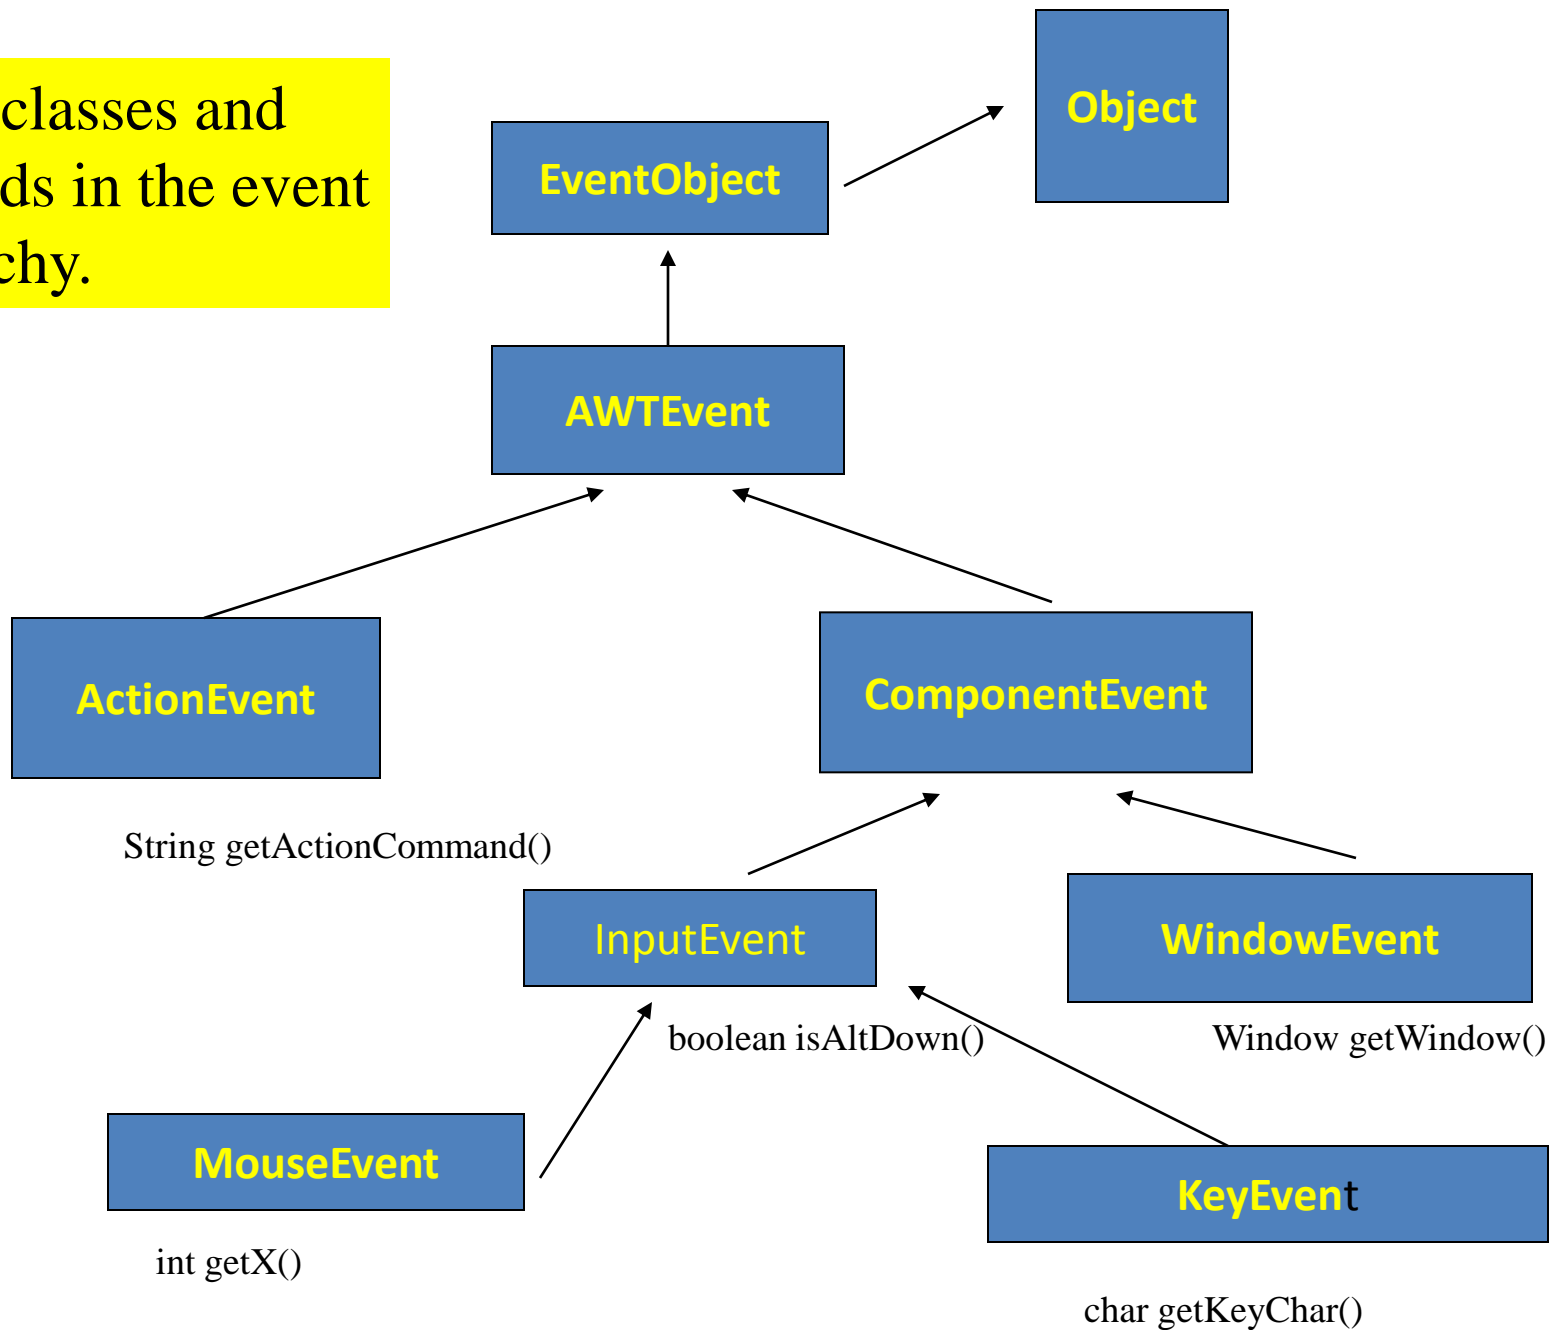 classes and
ds in the event
chy.
Object
EventObject
AWTEvent
ActionEvent
ComponentEvent
String getActionCommand()
InputEvent
WindowEvent
boolean isAltDown()
Window getWindow()
MouseEvent
KeyEvent
int getX()
char getKeyChar()